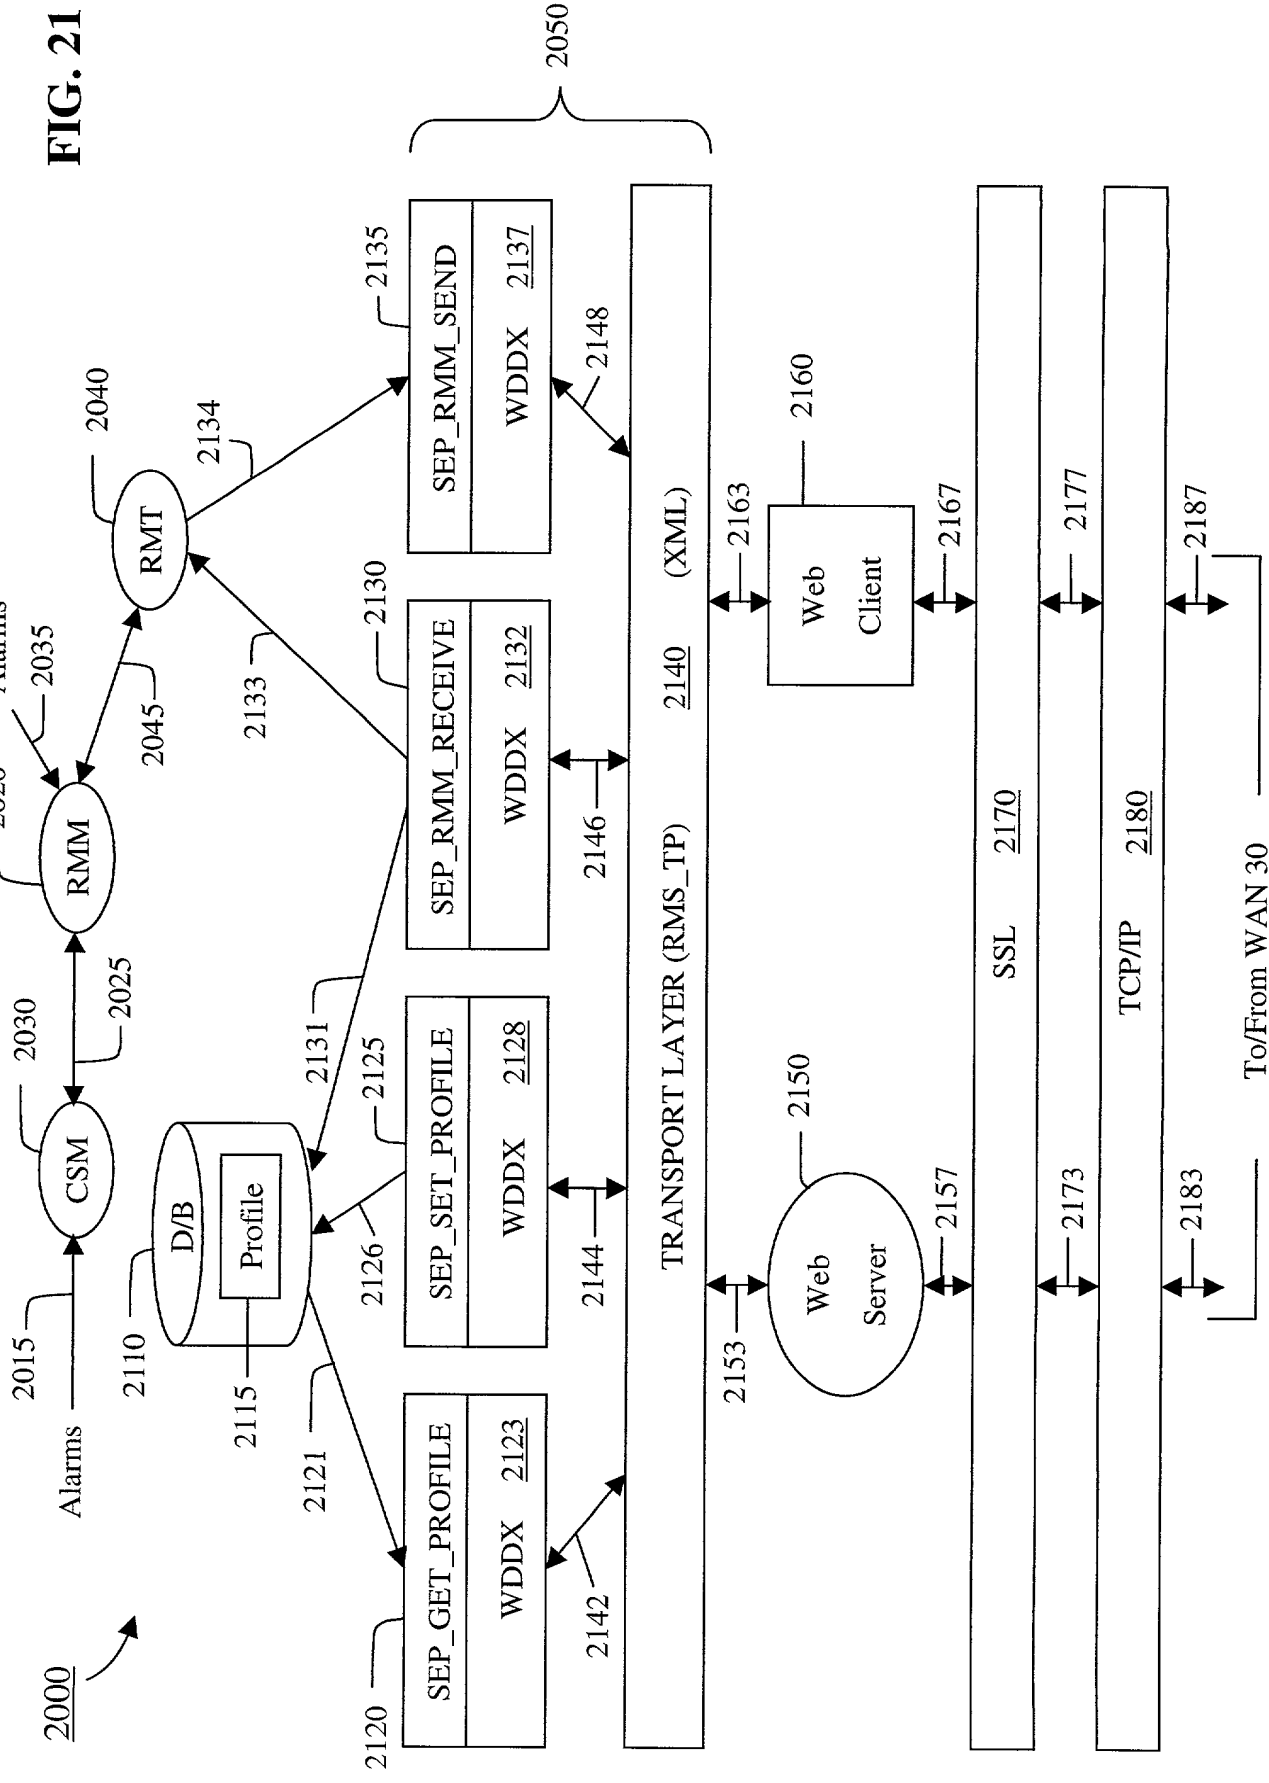 FIG. 21
2000
Alarms
2015
CSM
2030
2025
RMM
2035
2045
RMT
2040
2110
D/B
Profile
2115
2121
2126
2131
2133
2134
2120
SEP_GET_PROFILE
WDDX 2123
2125
SEP_SET_PROFILE
WDDX 2128
2130
SEP_RMM_RECEIVE
WDDX 2132
2135
SEP_RMM_SEND
WDDX 2137
2050
2142
2144
2146
2148
TRANSPORT LAYER (RMS_TP) 2140 (XML)
2153
2163
Web
Server
2150
Web
Client
2160
2157
2167
SSL 2170
2173
2177
TCP/IP 2180
2183
2187
To/From WAN 30